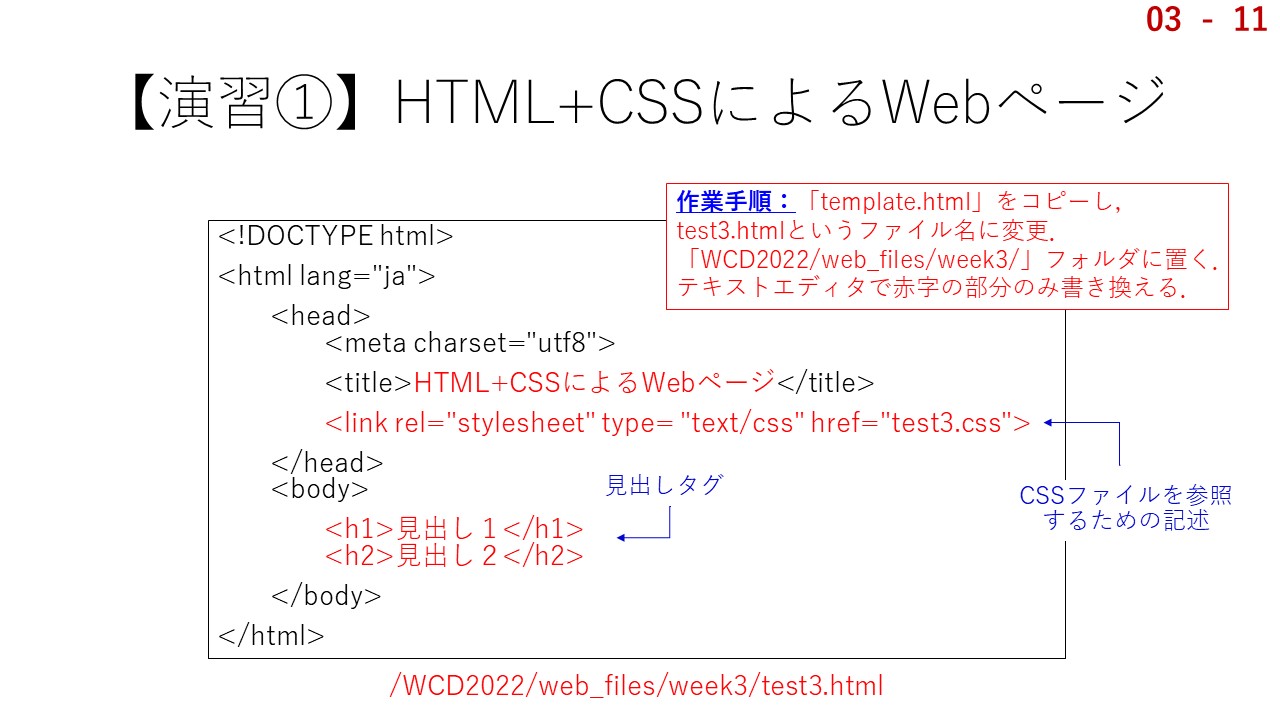 03 - 11
【演習①】HTML+CSSによるWebページ
作業手順：「template.html」をコピーし,
test3.htmlというファイル名に変更.
「WCD2022/web_files/week3/」フォルダに置く.
テキストエディタで赤字の部分のみ書き換える.
<!DOCTYPE html>
<html lang="ja">
<head>
<meta charset="utf8">
<title>HTML+CSSによるWebページ</title>
<link rel="stylesheet" type= "text/css" href="test3.css">
</head>
<body>
見出しタグ
CSSファイルを参照
するための記述
<h1>見出し１</h1>
<h2>見出し２</h2>
</body>
</html>
/WCD2022/web_files/week3/test3.html